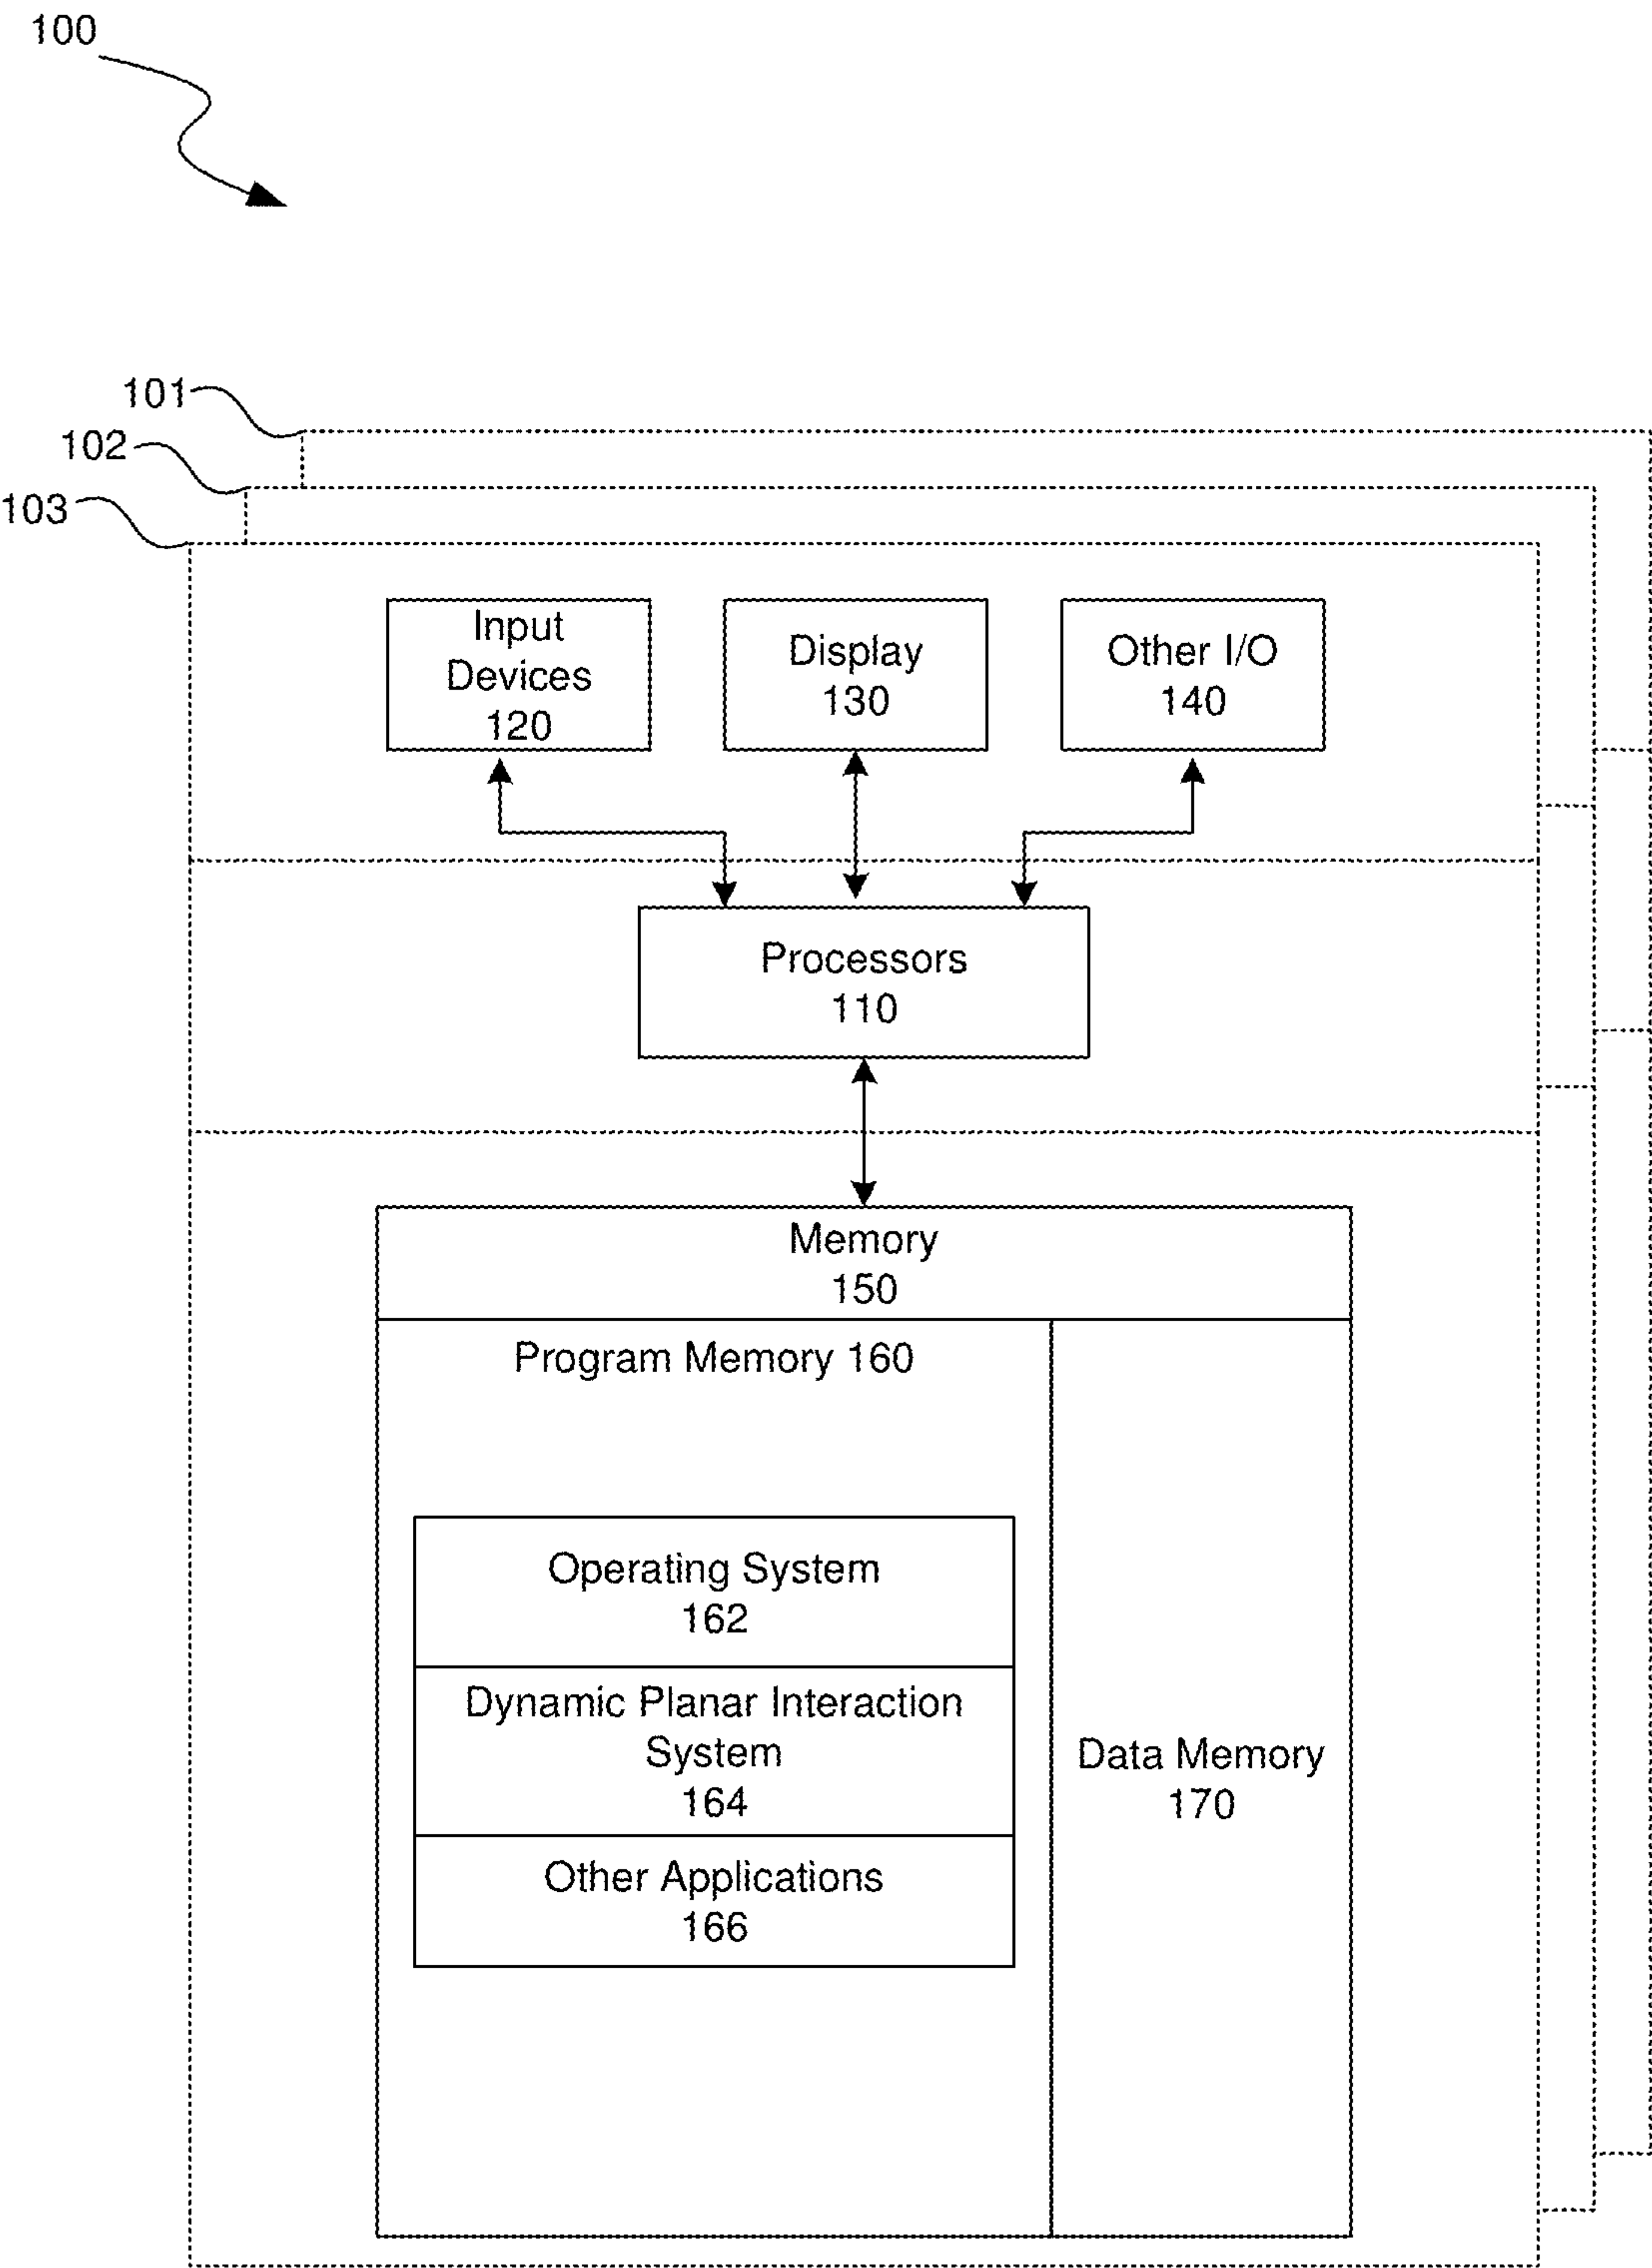 100
101
102
103
Input
Devices
120
Display
130
Other I/O
140
Processors
110
Memory
150
Program Memory 160
Operating System
162
Dynamic Planar Interaction
System
164
Other Applications
166
Data Memory
170